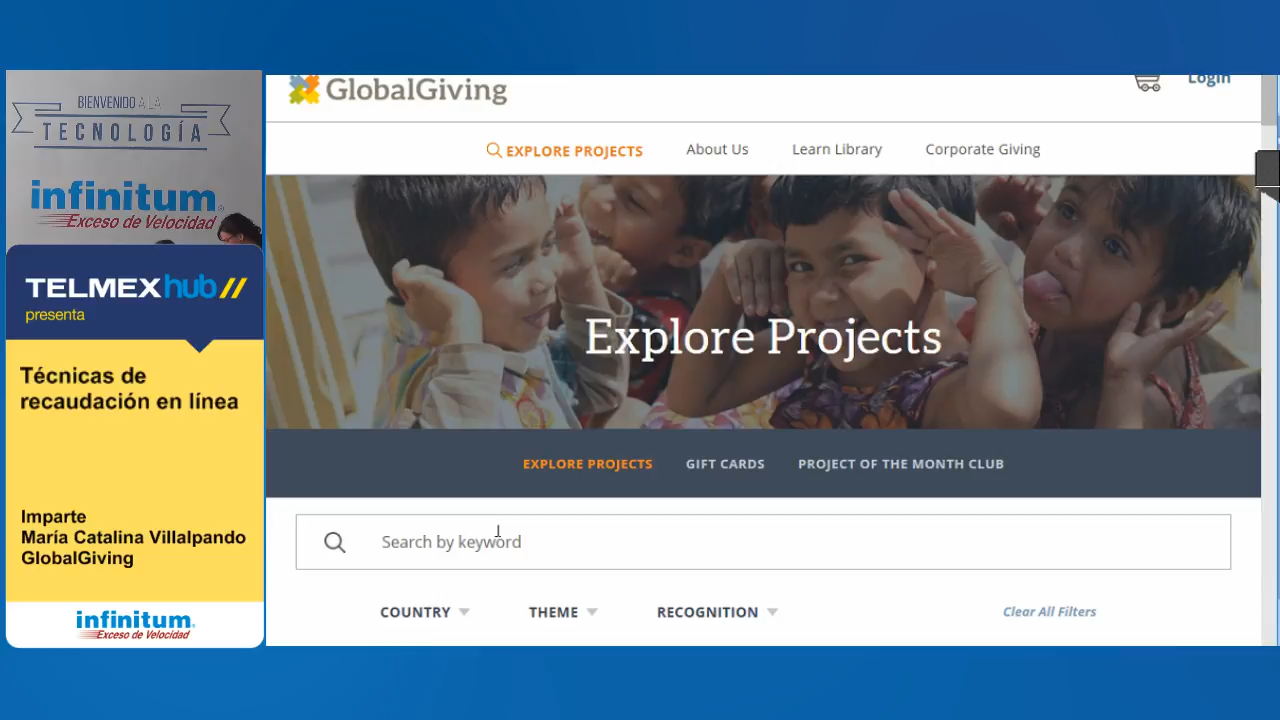 BIENVENIDO A LA
TECNOLOGÍA
infinitum
Exceso de Velocidad
TELMEXhub//
presenta
Técnicas de
recaudación en línea
Imparte
María Catalina Villalpando
GlobalGiving
infinitum
Exceso de Velocidad
GlobalGiving
Login
EXPLORE PROJECTS About Us Learn Library Corporate Giving
Explore Projects
EXPLORE PROJECTS GIFT CARDS PROJECT OF THE MONTH CLUB
Search by keyword
COUNTRY THEME RECOGNITION Clear All Filters